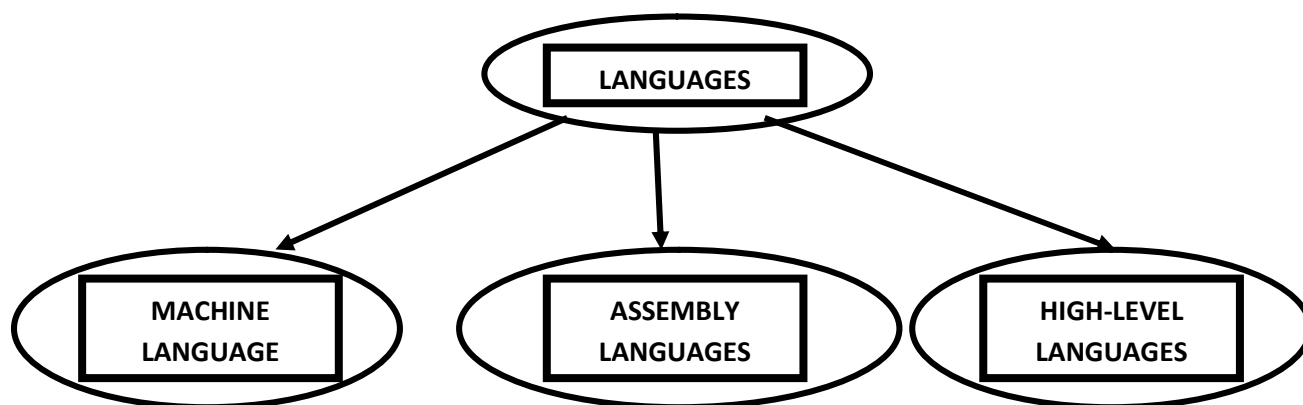 LANGUAGES
MACHINE
LANGUAGE
ASSEMBLY
LANGUAGES
HIGH-LEVEL
LANGUAGES